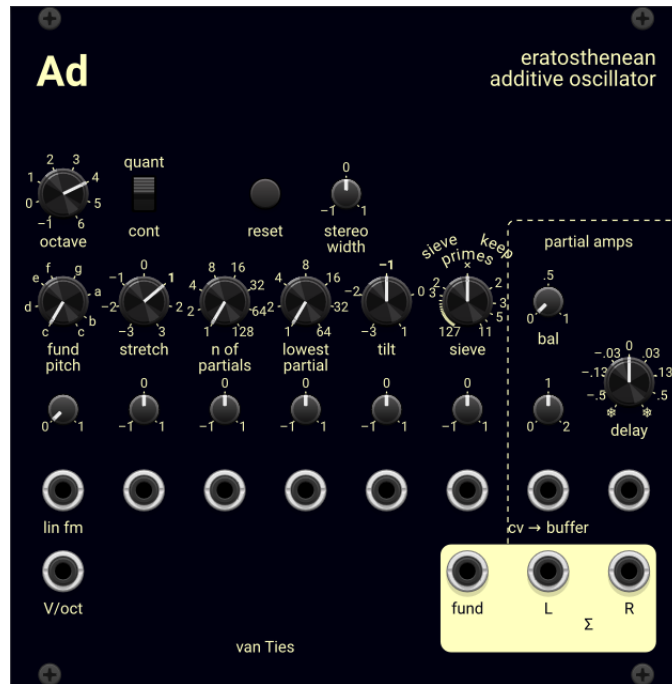 Ad
eratosthenean
additive oscillator
quant
0
2 3
1 4
0 5
-1 6
-1 1
octave
cont
reset
stereo
width
partial amps
sieve keep
primes
×
f g
e a
d b
c c
0
-1 1
-2 2
-3 3
8 16
4 32
2 64
1 128
8
4 16
2 32
1 64
-1
-2 0
-3 1
2 2
3 3
5
127 11
.5
0 1
fund
pitch
stretch
n of
partials
lowest
partial
tilt
sieve
bal
0
-.03 .03
-.13 .13
-.5 .5
❄ ❄
delay
0 1
0
-1 1
0
-1 1
0
-1 1
0
-1 1
0
-1 1
1
0 2
lin fm
cv → buffer
V/oct
fund
L
R
Σ
van Ties